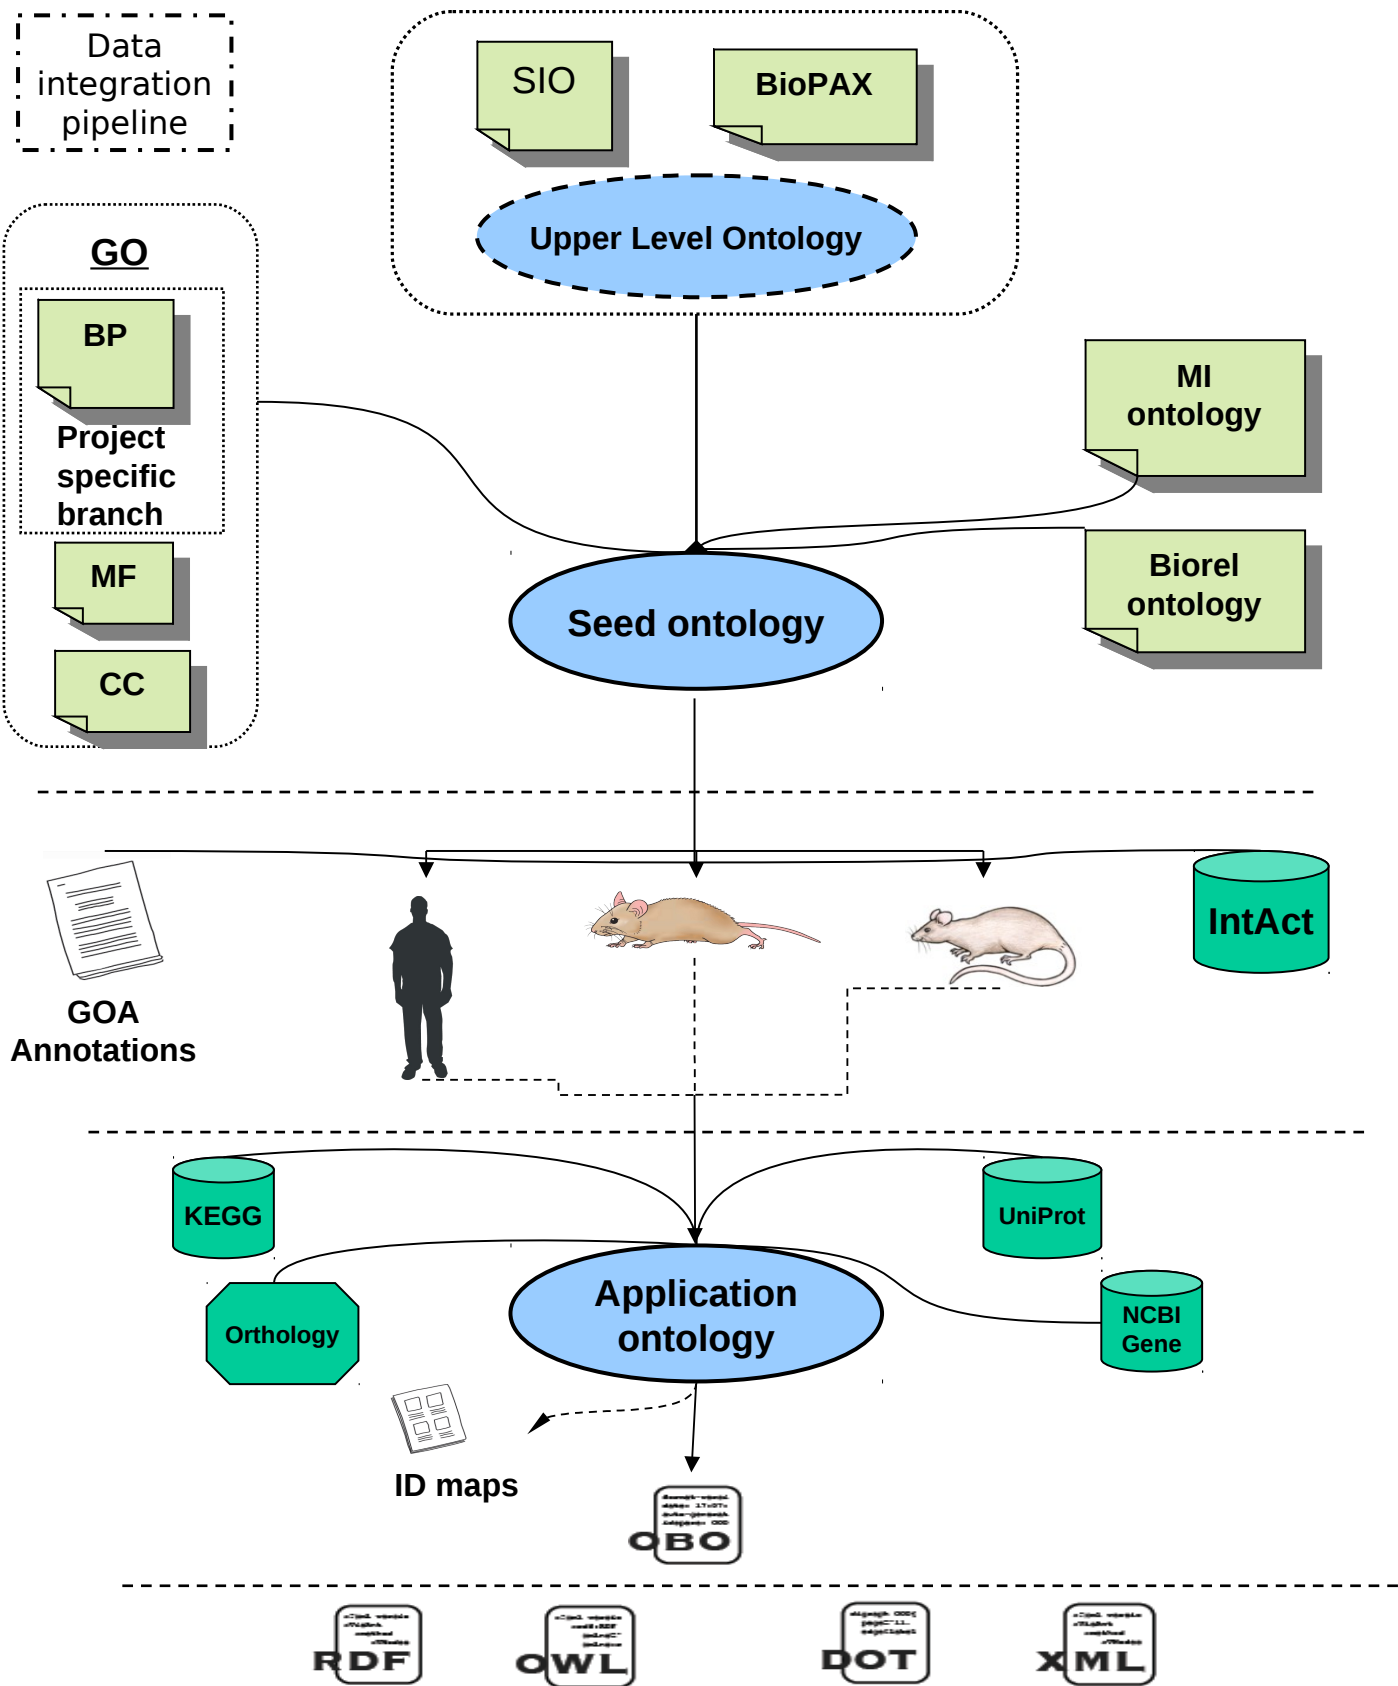 Data
integration
pipeline
SIO
BioPAX
Upper Level Ontology
GO
BP
Project
specific
branch
MF
CC
MI
ontology
Biorel
ontology
Seed ontology
GOA
Annotations
IntAct
KEGG
UniProt
Orthology
Application
ontology
NCBI
Gene
ID maps
OBO
RDF
OWL
DOT
XML